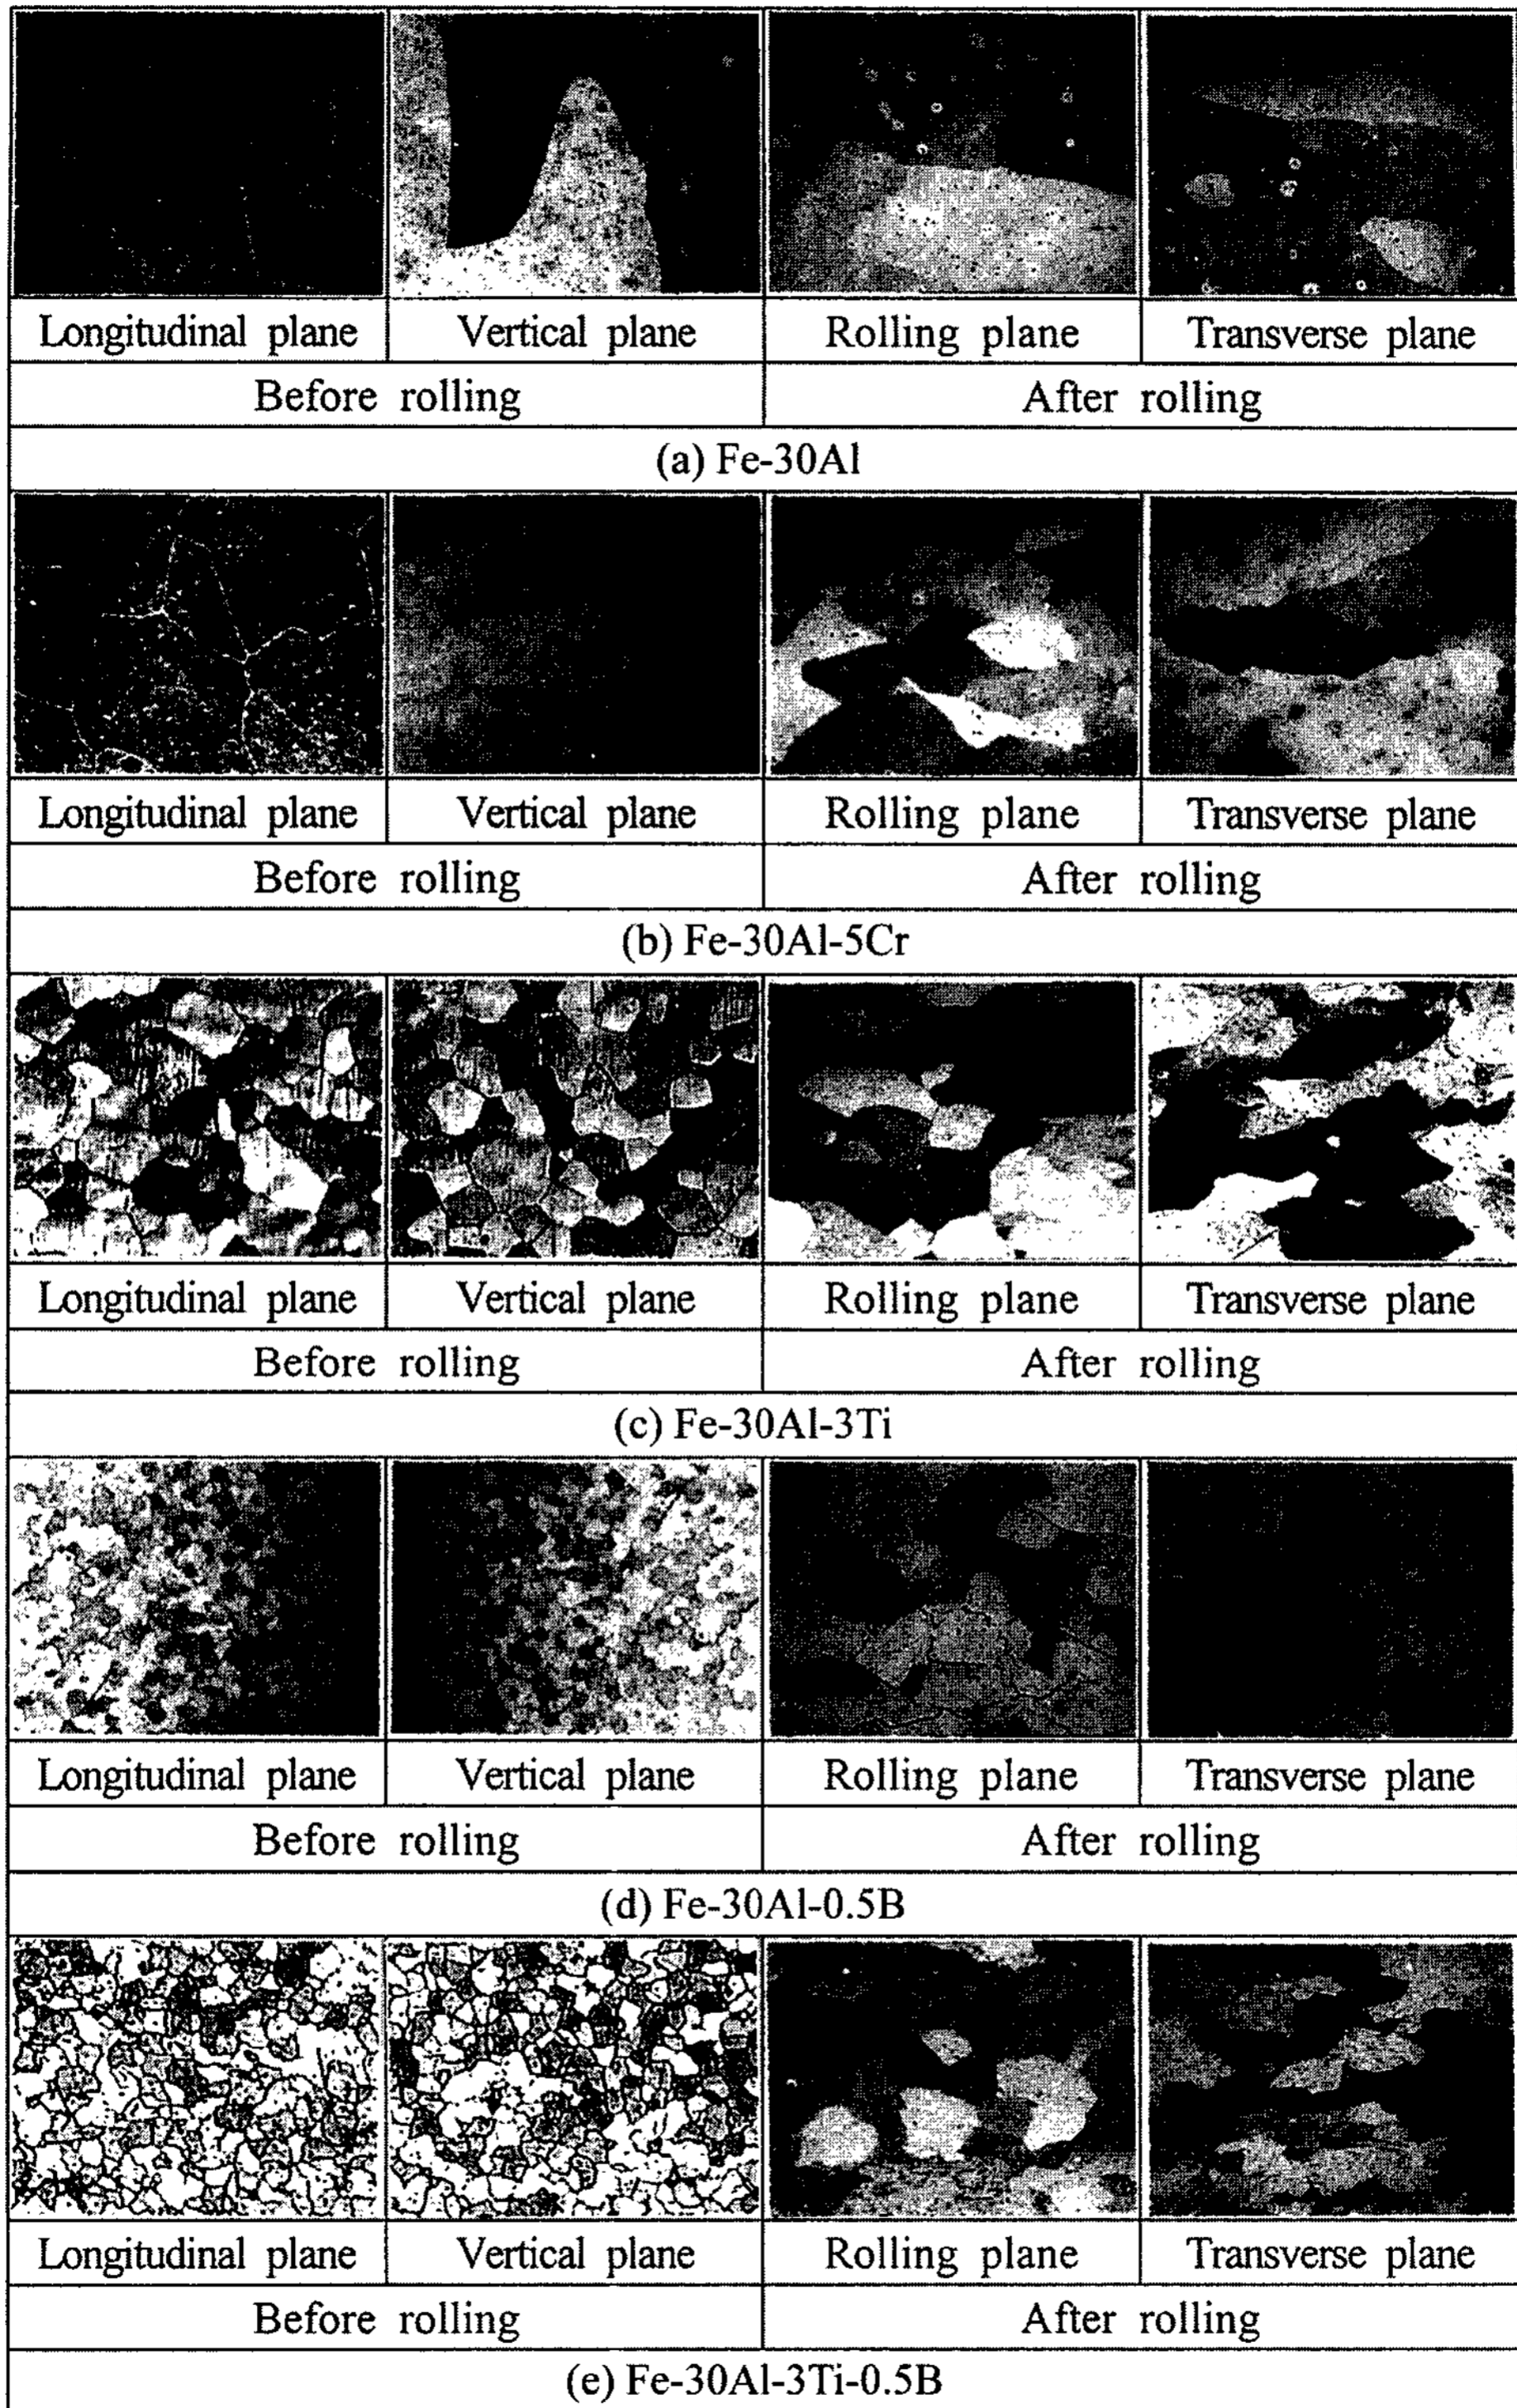 Longitudinal plane Vertical plane Rolling plane Transverse plane
Before rolling After rolling
(a) Fe-30Al
Longitudinal plane Vertical plane Rolling plane Transverse plane
Before rolling After rolling
(b) Fe-30Al-5Cr
Longitudinal plane Vertical plane Rolling plane Transverse plane
Before rolling After rolling
(c) Fe-30Al-3Ti
Longitudinal plane Vertical plane Rolling plane Transverse plane
Before rolling After rolling
(d) Fe-30Al-0.5B
Longitudinal plane Vertical plane Rolling plane Transverse plane
Before rolling After rolling
(e) Fe-30Al-3Ti-0.5B